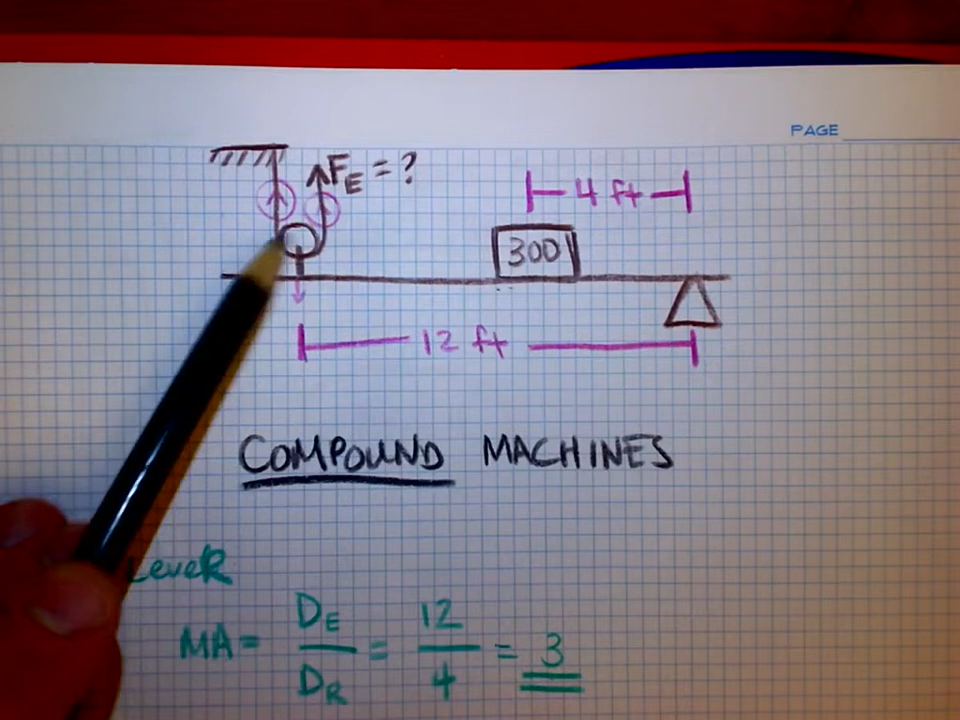 PAGE
F_E = ?
4 ft
300
12 ft
COMPOUND MACHINES
LeveR
MA = D_E / D_R = 12 / 4 = 3